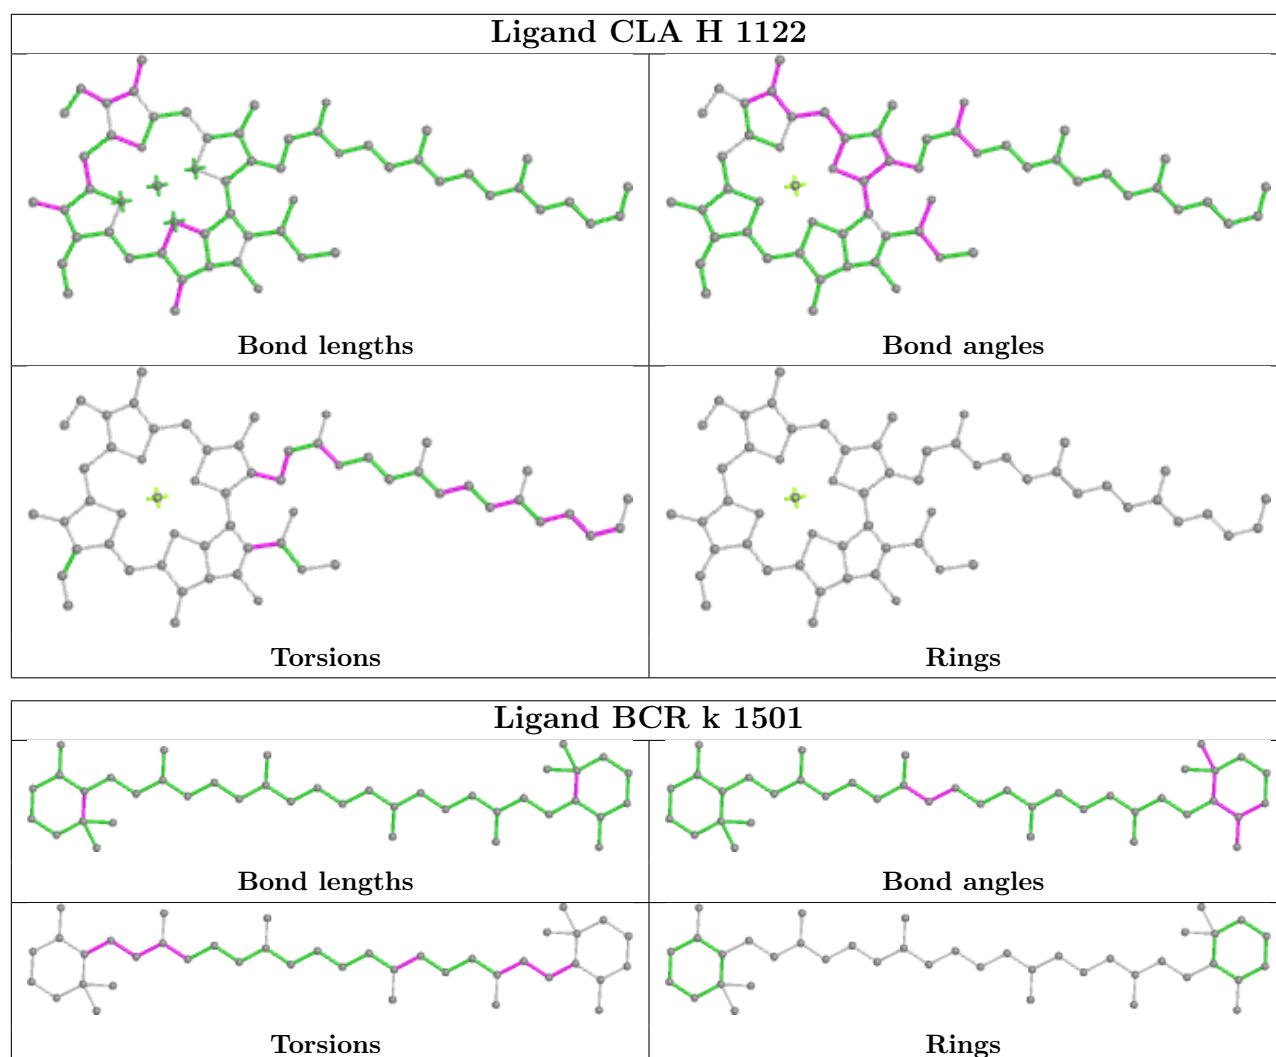 Ligand CLA H 1122
Bond lengths
Bond angles
Torsions
Rings
Ligand BCR k 1501
Bond lengths
Bond angles
Torsions
Rings